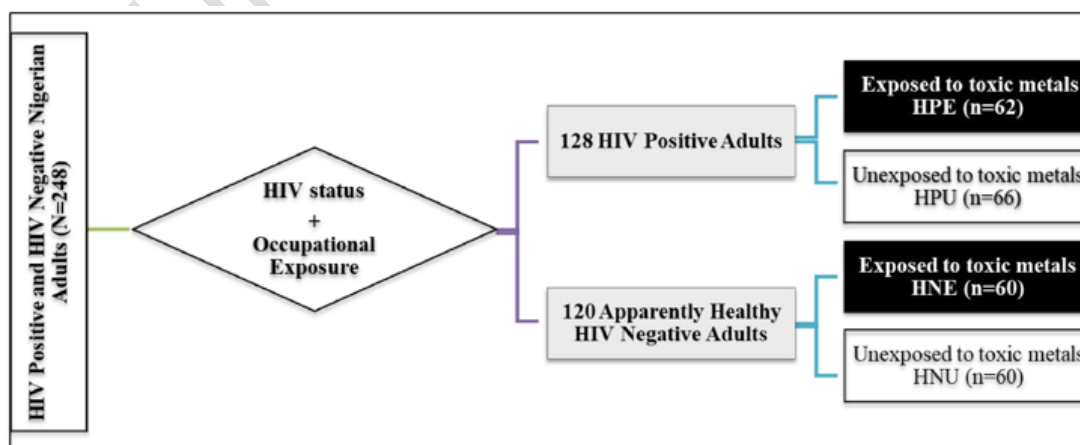 HIV Positive and HIV Negative Nigerian
Adults (N=248)
HIV status
+
Occupational
Exposure
128 HIV Positive Adults
120 Apparently Healthy
HIV Negative Adults
Exposed to toxic metals
HPE (n=62)
Unexposed to toxic metals
HPU (n=66)
Exposed to toxic metals
HNE (n=60)
Unexposed to toxic metals
HNU (n=60)